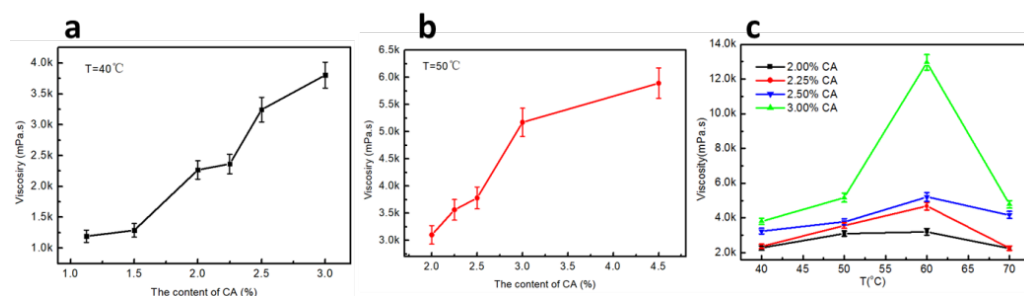 a
T=40℃
4.0k
3.5k
3.0k
2.5k
2.0k
1.5k
1.0k
Viscosiry (mPa.s)
1.0
1.5
2.0
2.5
3.0
The content of CA (%)
b
T=50℃
6.5k
6.0k
5.5k
5.0k
4.5k
4.0k
3.5k
3.0k
Viscosiry (mPa.s)
2.0
2.5
3.0
3.5
4.0
4.5
The content of CA (%)
c
14.0k
12.0k
10.0k
8.0k
6.0k
4.0k
2.0k
Viscosity(mPa.s)
2.00% CA
2.25% CA
2.50% CA
3.00% CA
40
45
50
55
60
65
70
T(°C)